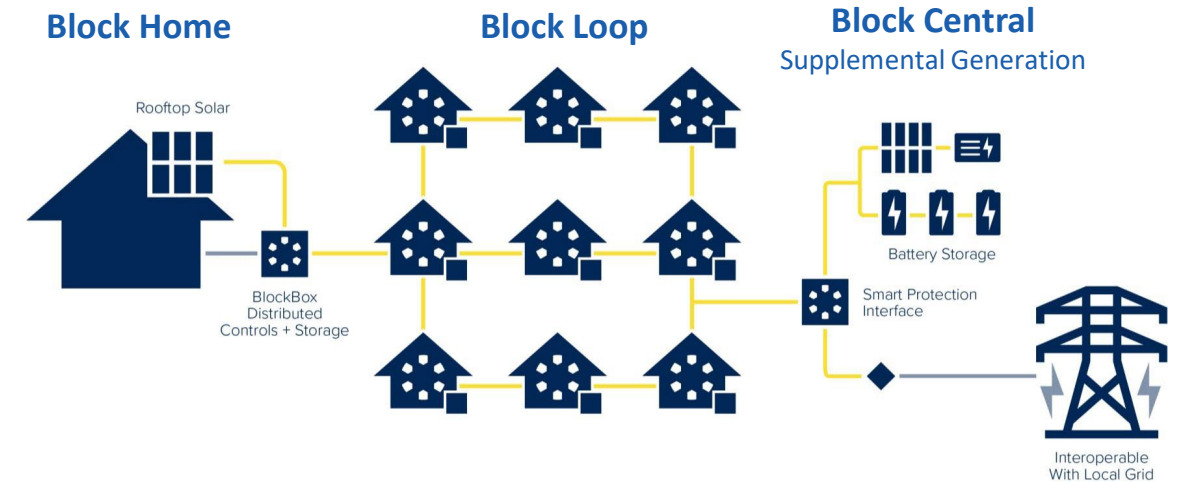 Block Home
Block Loop
Block Central
Supplemental Generation
Rooftop Solar
BlockBox
Distributed
Controls + Storage
Battery Storage
Smart Protection
Interface
Interoperable
With Local Grid